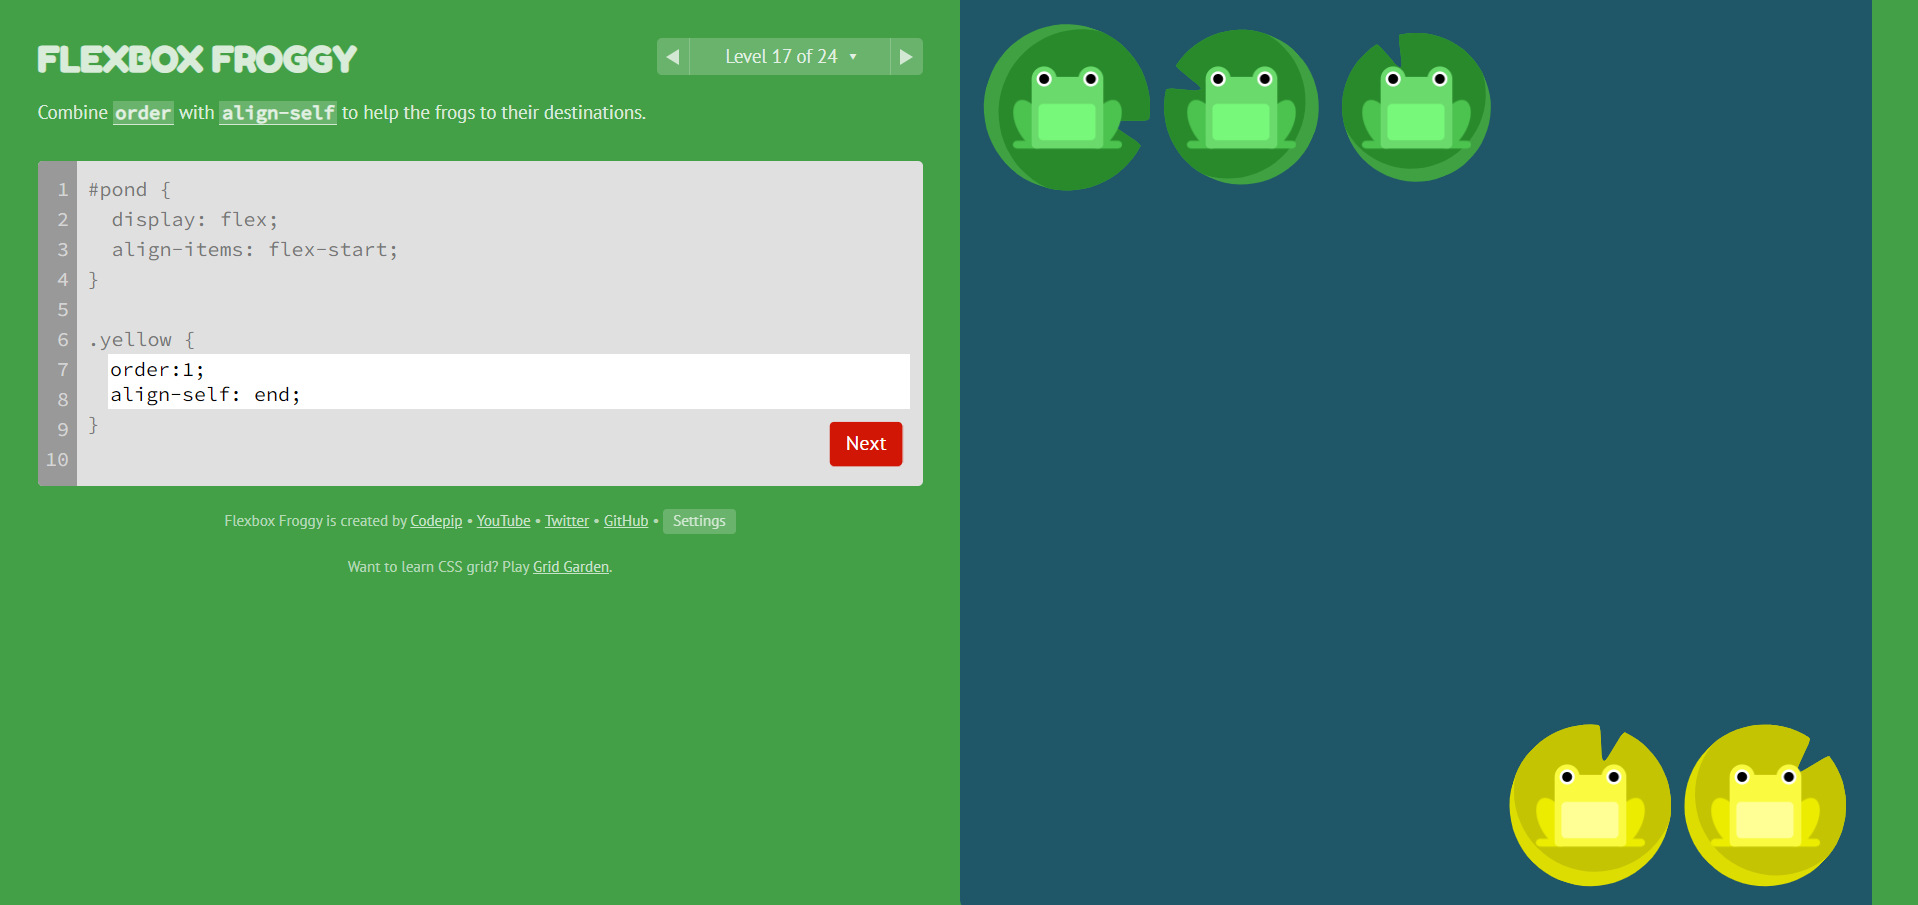 FLEXBOX FROGGY
◀ Level 17 of 24 ▾ ▶
Combine order with align-self to help the frogs to their destinations.
1 #pond {
2   display: flex;
3   align-items: flex-start;
4 }
5
6 .yellow {
7   order:1;
8   align-self: end;
9 }
10
Next
Flexbox Froggy is created by Codepip • YouTube • Twitter • GitHub • Settings
Want to learn CSS grid? Play Grid Garden.